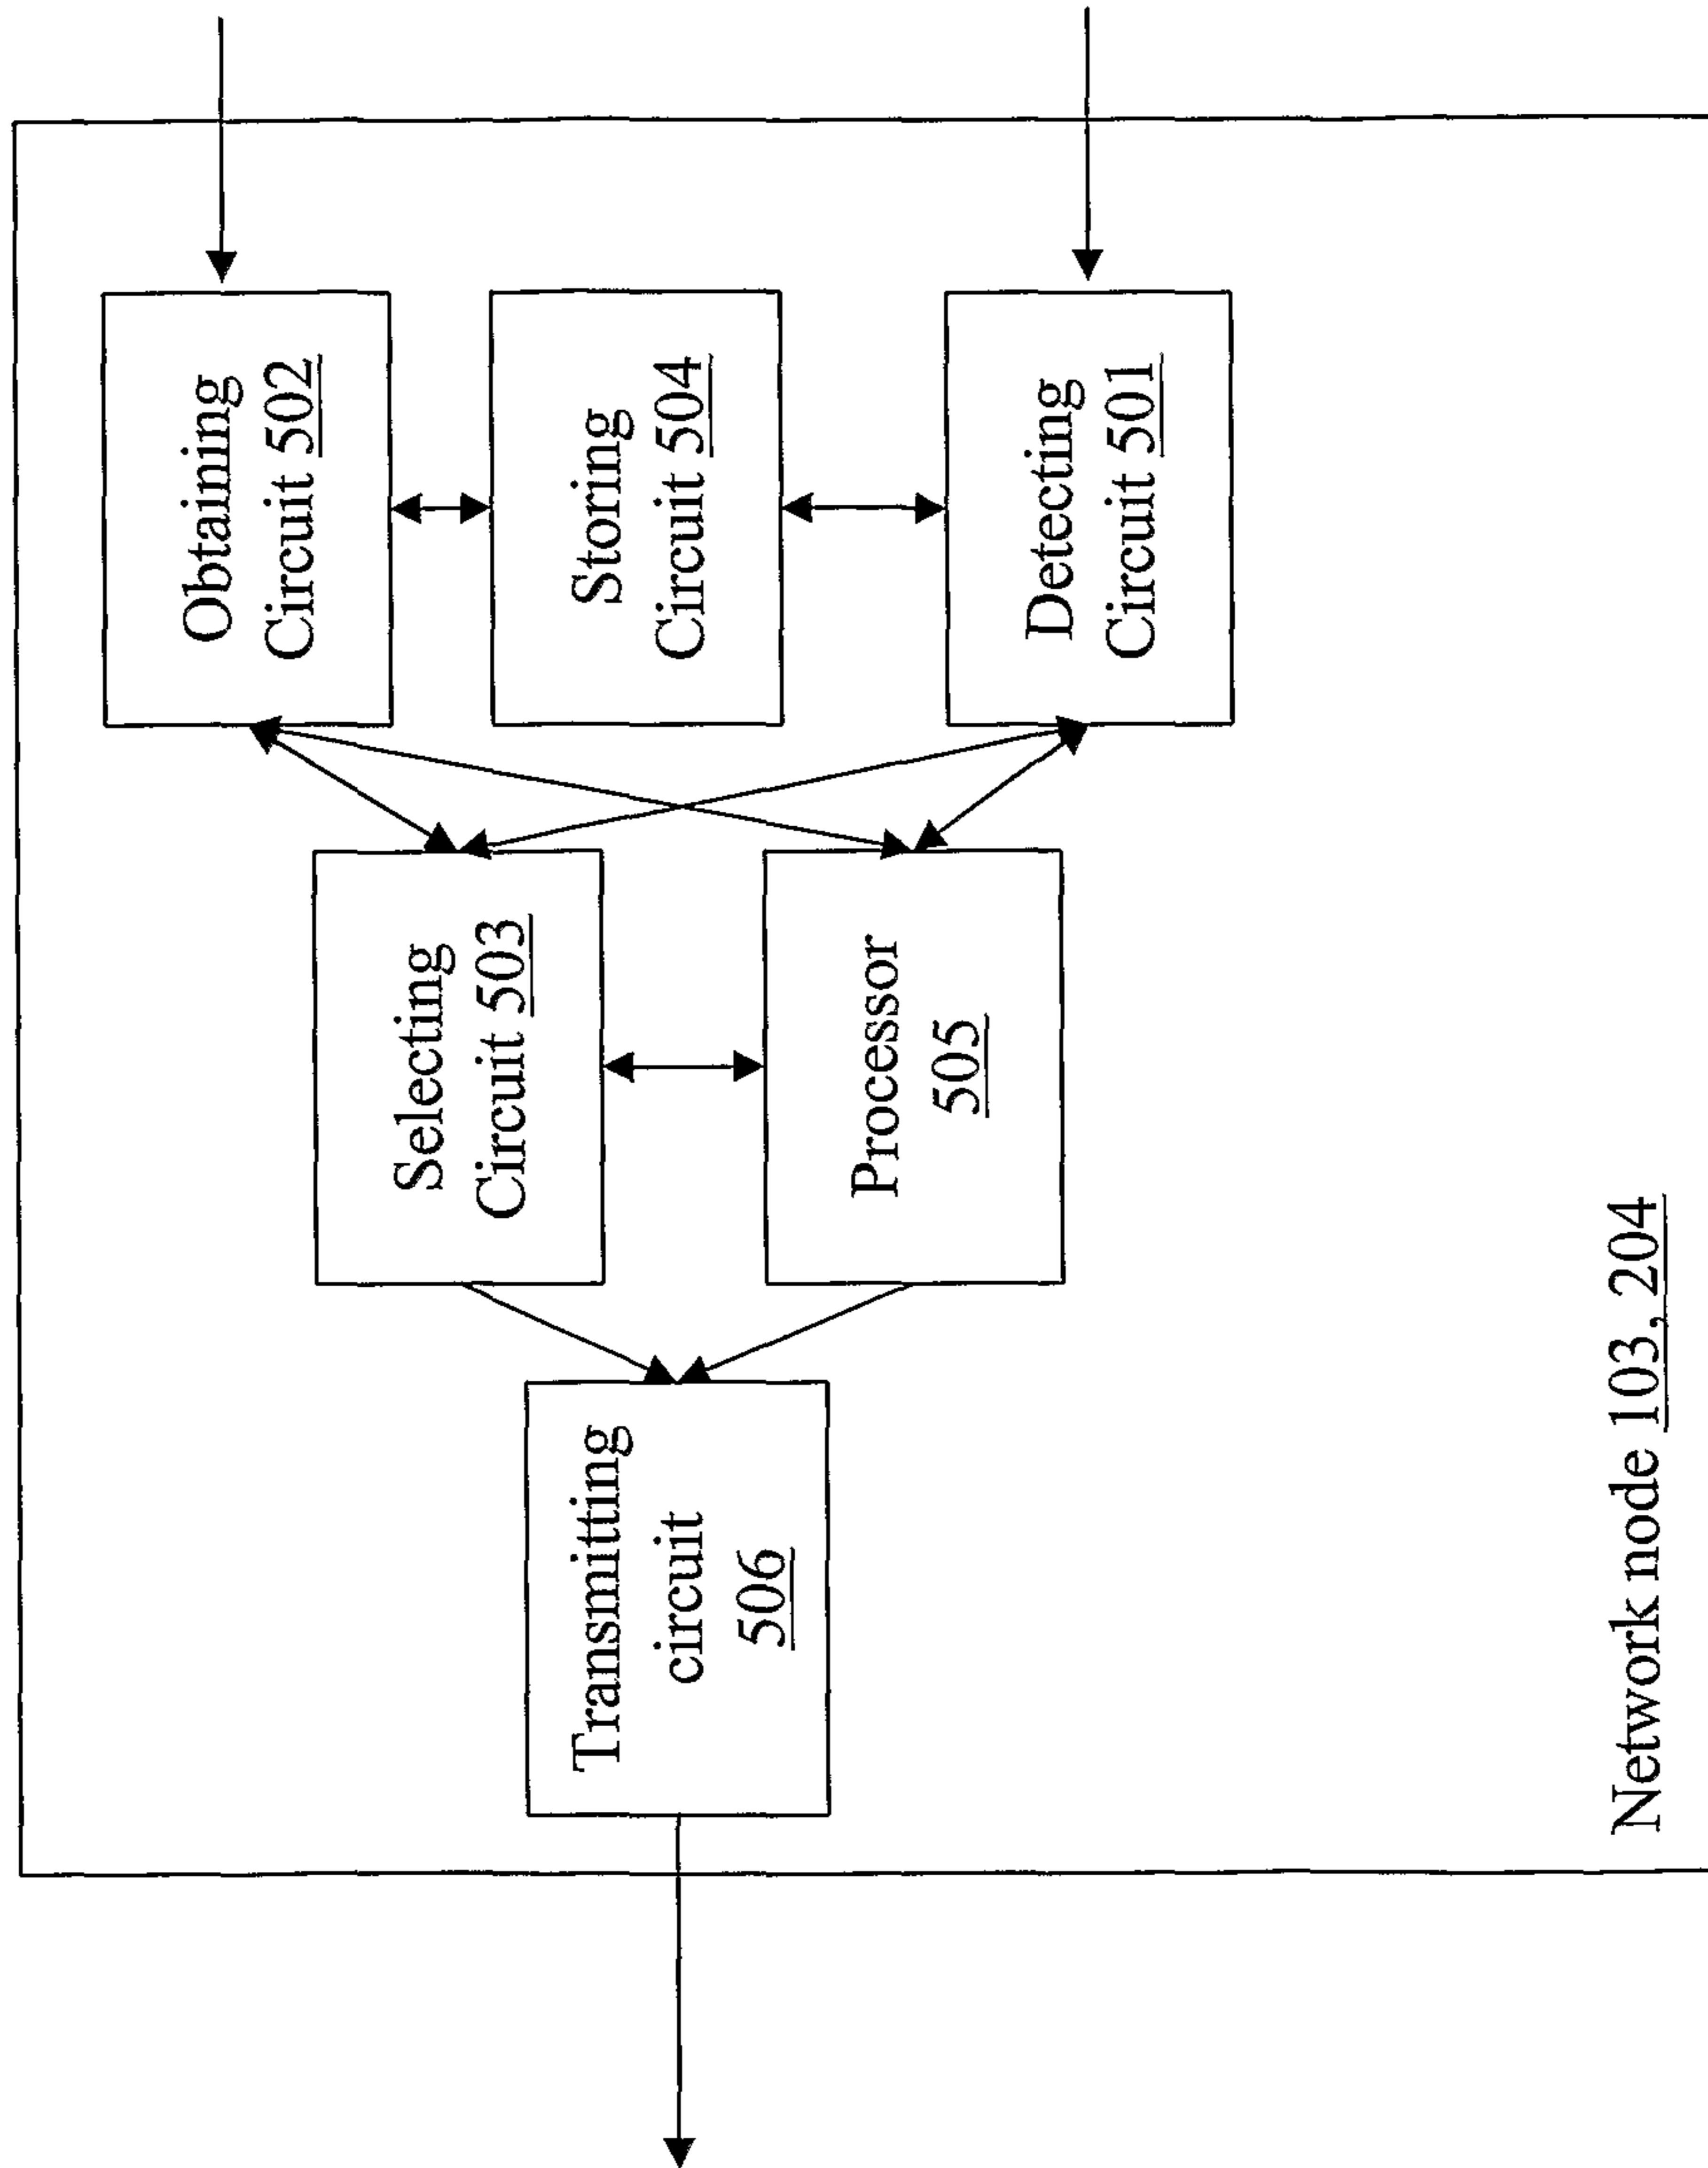 Obtaining
Circuit 502
Storing
Circuit 504
Detecting
Circuit 501
Selecting
Circuit 503
Processor
505
Transmitting
circuit
506
Network node 103, 204